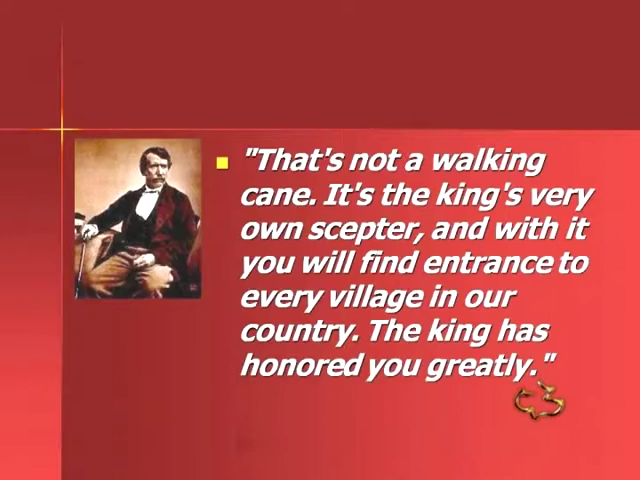 "That's not a walking
cane. It's the king's very
own scepter, and with it
you will find entrance to
every village in our
country. The king has
honored you greatly."